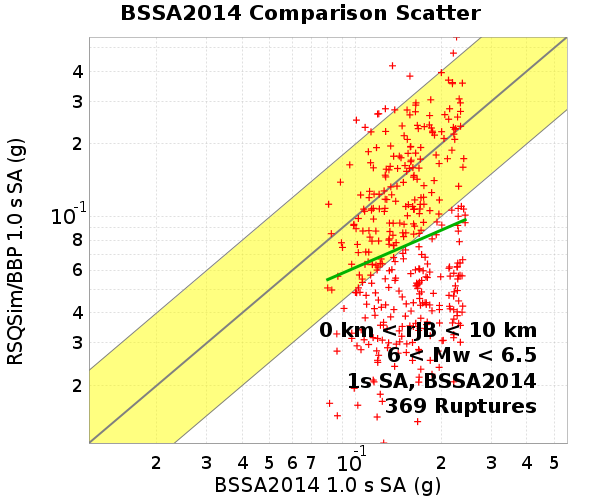 BSSA2014 Comparison Scatter
RSQSim/BBP 1.0 s SA (g)
4
3
2
10-1
8
6
4
3
2
0 km < rJB < 10 km
6 < Mw < 6.5
1s SA, BSSA2014
369 Ruptures
2 3 4 5 6 7 10-1 2 3 4 5
BSSA2014 1.0 s SA (g)